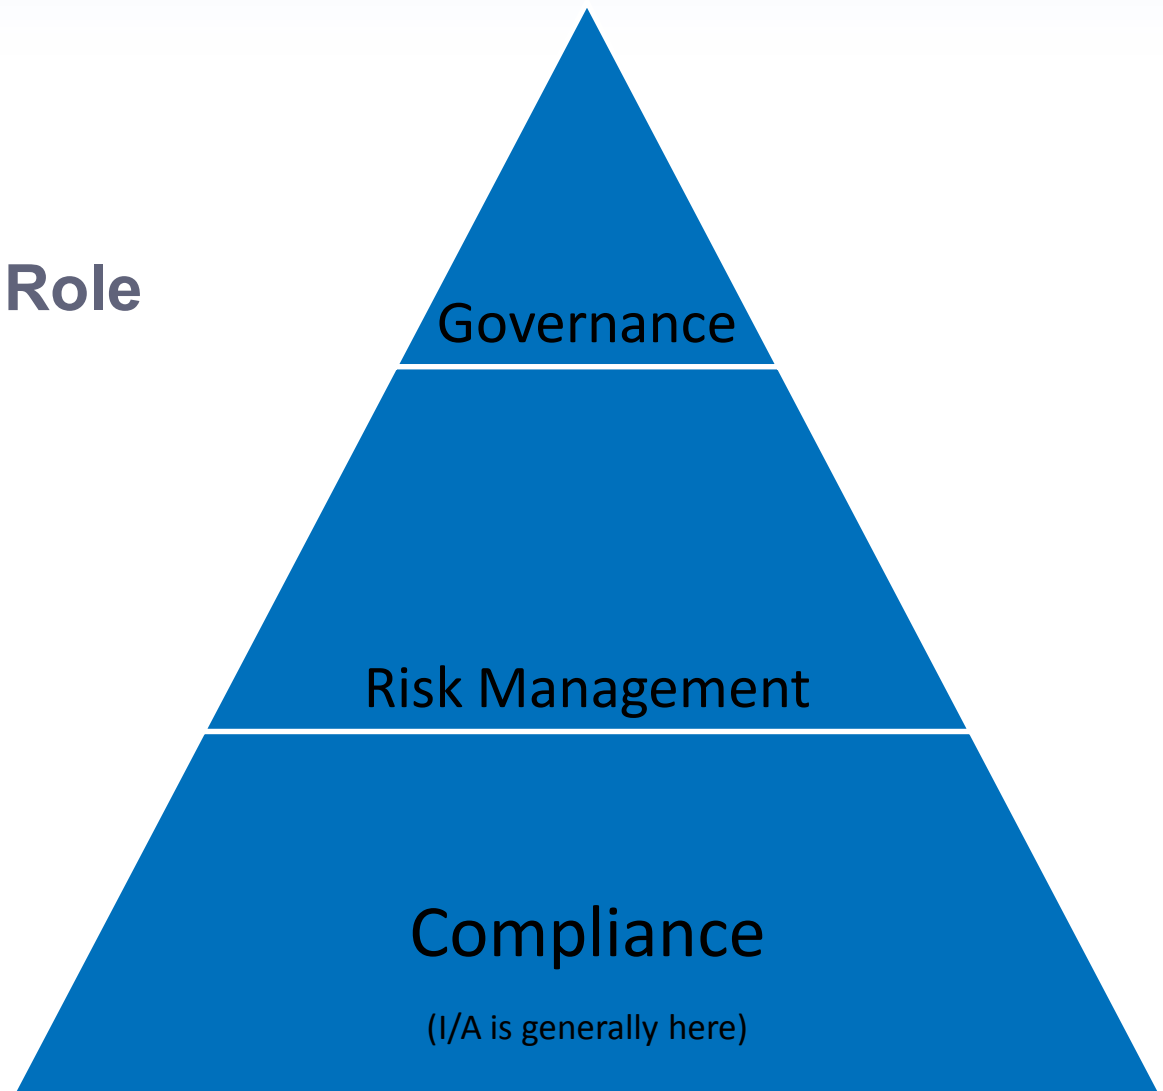 Role
Governance
Risk Management
Compliance
(I/A is generally here)